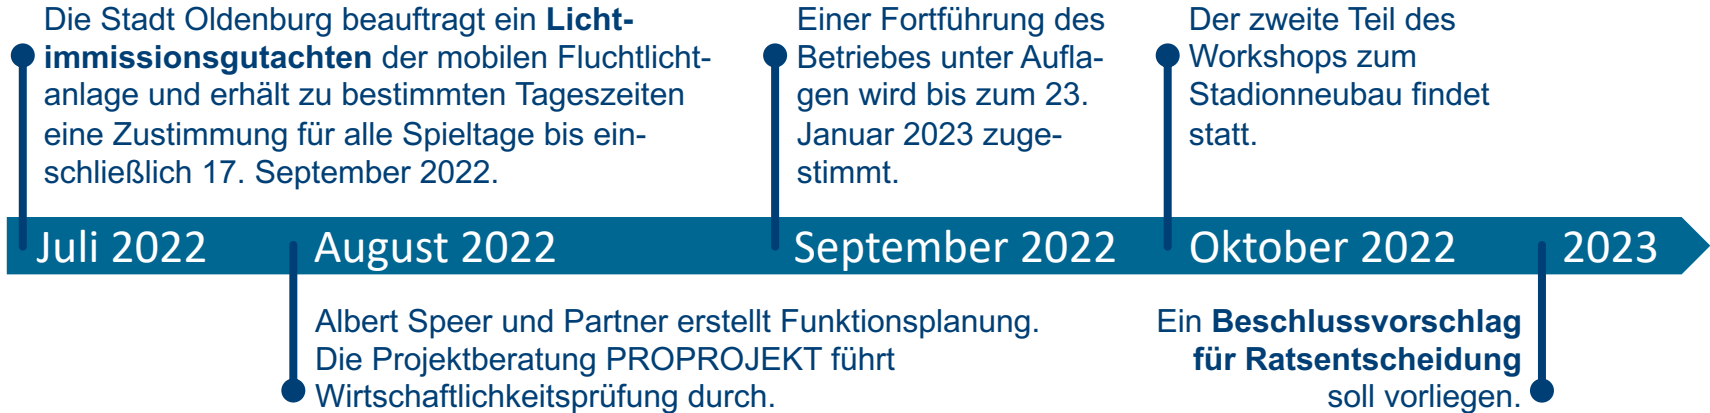 Die Stadt Oldenburg beauftragt ein Licht-
immissionsgutachten der mobilen Fluchtlicht-
anlage und erhält zu bestimmten Tageszeiten
eine Zustimmung für alle Spieltage bis ein-
schließlich 17. September 2022.
Einer Fortführung des
Betriebes unter Aufla-
gen wird bis zum 23.
Januar 2023 zuge-
stimmt.
Der zweite Teil des
Workshops zum
Stadionneubau findet
statt.
Juli 2022 August 2022 September 2022 Oktober 2022 2023
Albert Speer und Partner erstellt Funktionsplanung.
Die Projektberatung PROPROJEKT führt
Wirtschaftlichkeitsprüfung durch.
Ein Beschlussvorschlag
für Ratsentscheidung
soll vorliegen.